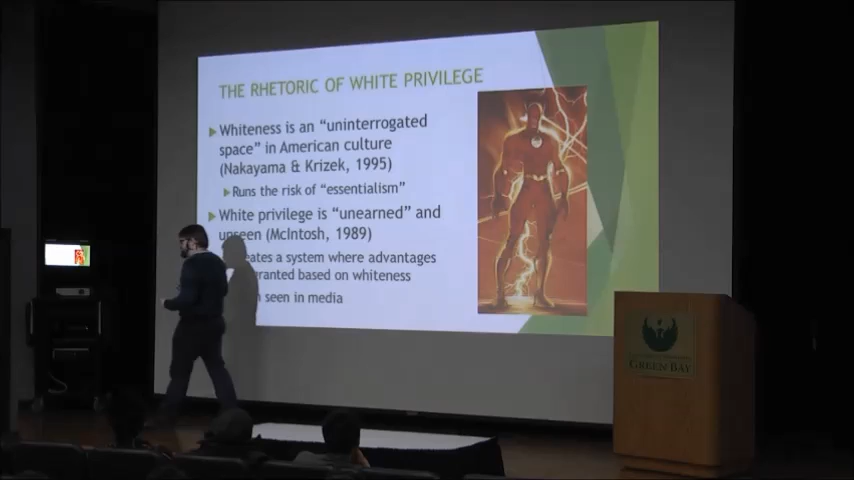 THE RHETORIC OF WHITE PRIVILEGE
Whiteness is an “uninterrogated
space” in American culture
(Nakayama & Krizek, 1995)
Runs the risk of “essentialism”
White privilege is “unearned” and
unseen (McIntosh, 1989)
eates a system where advantages
granted based on whiteness
n seen in media
GREEN BAY